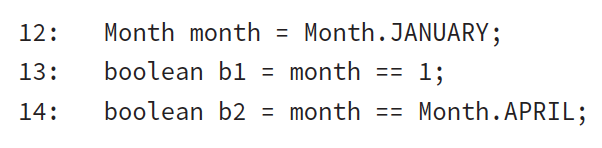 12: Month month = Month.JANUARY;
13: boolean b1 = month == 1;
14: boolean b2 = month == Month.APRIL;